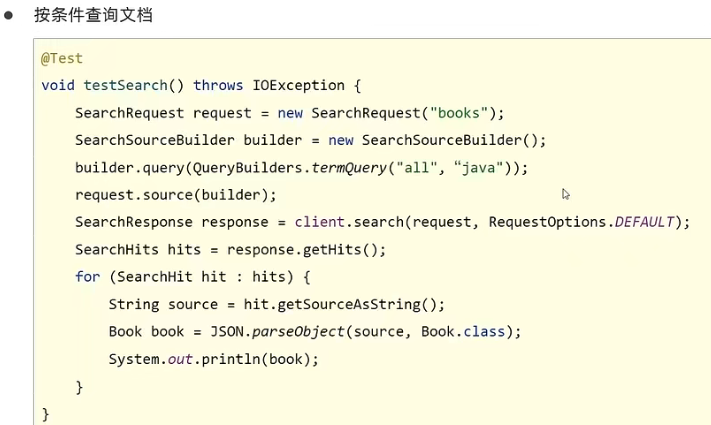 ● 按条件查询文档
@Test
void testSearch() throws IOException {
    SearchRequest request = new SearchRequest("books");
    SearchSourceBuilder builder = new SearchSourceBuilder();
    builder.query(QueryBuilders.termQuery("all", “java"));
    request.source(builder);
    SearchResponse response = client.search(request, RequestOptions.DEFAULT);
    SearchHits hits = response.getHits();
    for (SearchHit hit : hits) {
        String source = hit.getSourceAsString();
        Book book = JSON.parseObject(source, Book.class);
        System.out.println(book);
    }
}